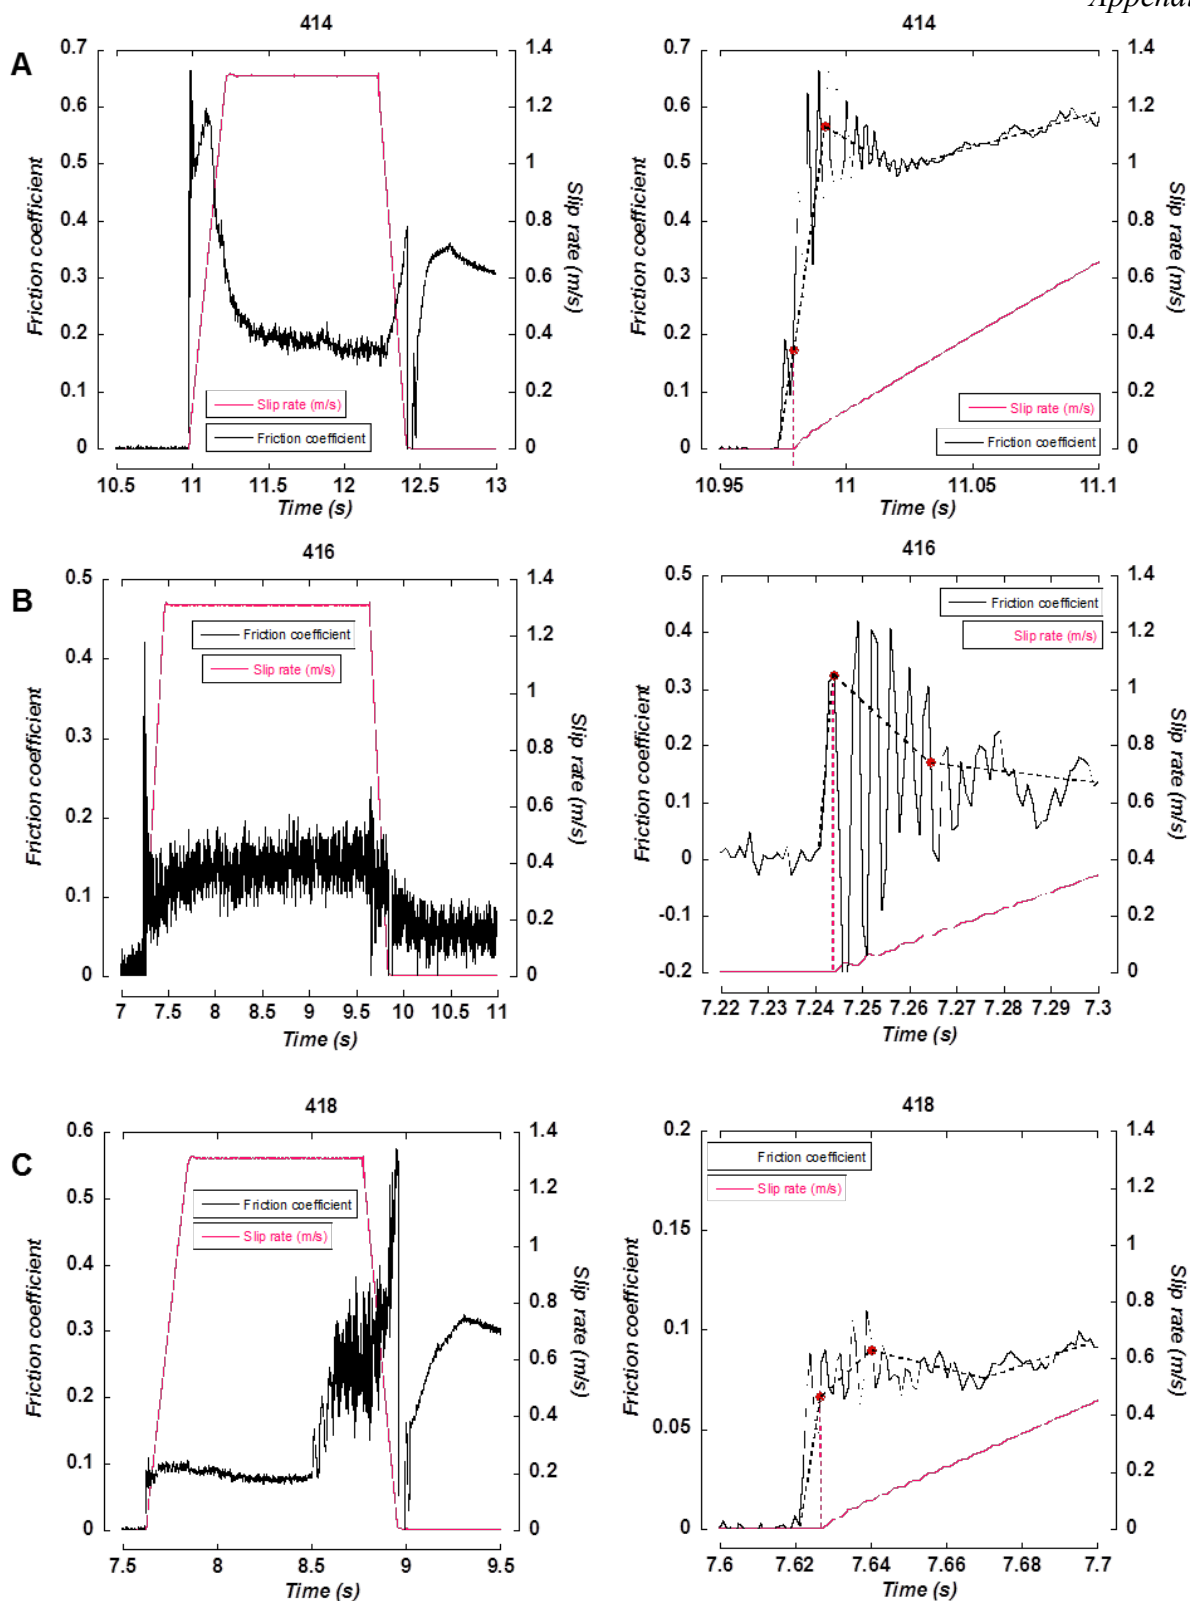 Appendi
414
414
A
0.7
0.6
0.5
0.4
0.3
0.2
0.1
0
Friction coefficient
1.4
1.2
1
0.8
0.6
0.4
0.2
0
Slip rate (m/s)
Slip rate (m/s)
Friction coefficient
10.5 11 11.5 12 12.5 13
Time (s)
0.7
0.6
0.5
0.4
0.3
0.2
0.1
0
Friction coefficient
1.4
1.2
1
0.8
0.6
0.4
0.2
0
Slip rate (m/s)
Slip rate (m/s)
Friction coefficient
10.95 11 11.05 11.1
Time (s)
416
416
B
0.5
0.4
0.3
0.2
0.1
0
Friction coefficient
1.4
1.2
1
0.8
0.6
0.4
0.2
0
Slip rate (m/s)
Friction coefficient
Slip rate (m/s)
7 7.5 8 8.5 9 9.5 10 10.5 11
Time (s)
0.5
0.4
0.3
0.2
0.1
0
-0.1
-0.2
Friction coefficient
1.4
1.2
1
0.8
0.6
0.4
0.2
0
Slip rate (m/s)
Friction coefficient
Slip rate (m/s)
7.22 7.23 7.24 7.25 7.26 7.27 7.28 7.29 7.3
Time (s)
418
418
C
0.6
0.5
0.4
0.3
0.2
0.1
0
Friction coefficient
1.4
1.2
1
0.8
0.6
0.4
0.2
0
Slip rate (m/s)
Friction coefficient
Slip rate (m/s)
7.5 8 8.5 9 9.5
Time (s)
0.2
0.15
0.1
0.05
0
Friction coefficient
1.4
1.2
1
0.8
0.6
0.4
0.2
0
Slip rate (m/s)
Friction coefficient
Slip rate (m/s)
7.6 7.62 7.64 7.66 7.68 7.7
Time (s)